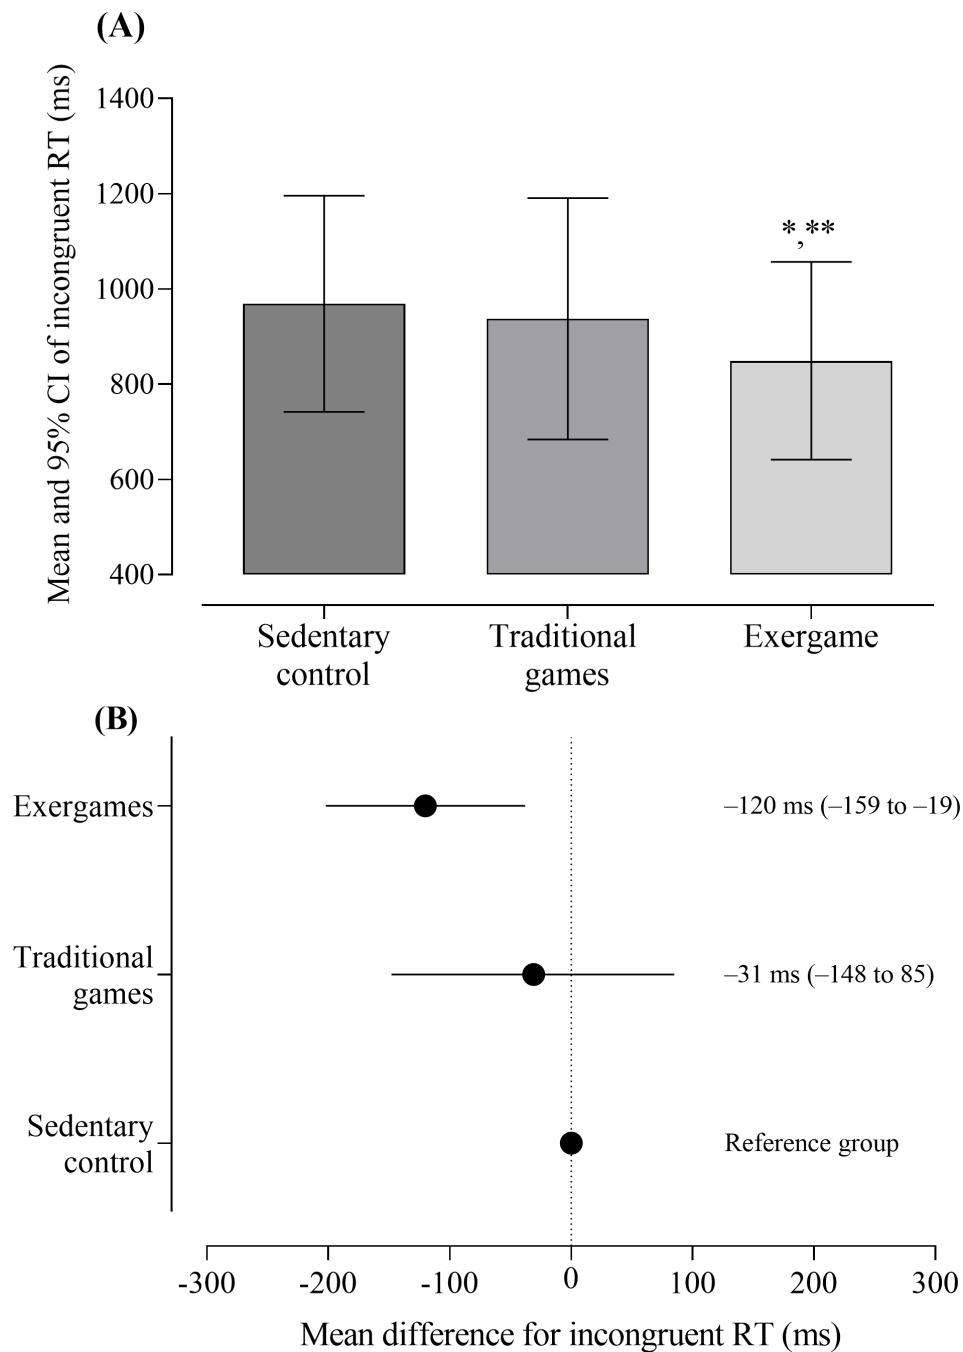 (A)
Mean and 95% CI of incongruent RT (ms)
1400
1200
1000
800
600
400
*,**
Sedentary
control
Traditional
games
Exergame
(B)
Exergames
–120 ms (–159 to –19)
Traditional
games
–31 ms (–148 to 85)
Sedentary
control
Reference group
-300 -200 -100 0 100 200 300
Mean difference for incongruent RT (ms)